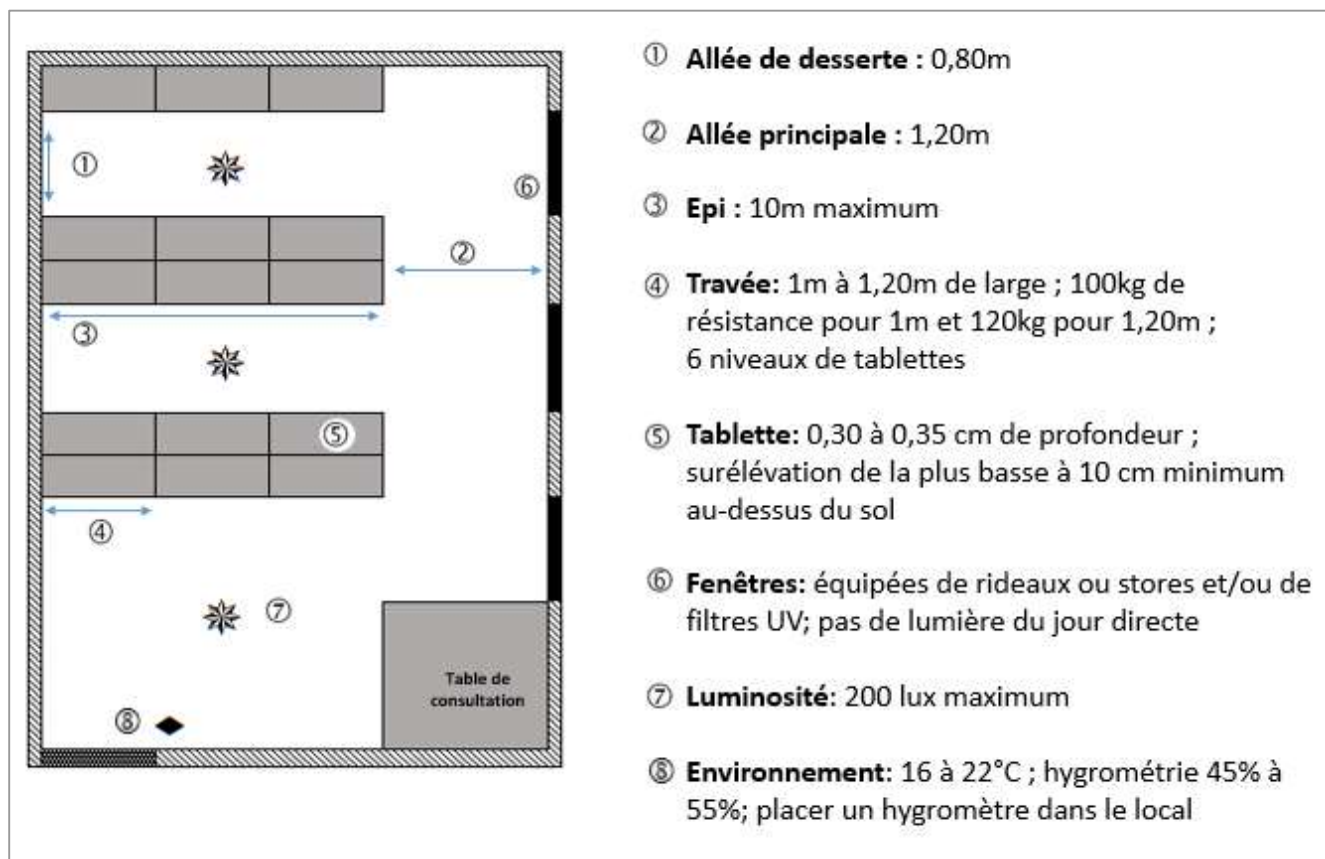 ① Allée de desserte : 0,80m
② Allée principale : 1,20m
③ Epi : 10m maximum
④ Travée: 1m à 1,20m de large ; 100kg de
résistance pour 1m et 120kg pour 1,20m ;
6 niveaux de tablettes
⑤ Tablette: 0,30 à 0,35 cm de profondeur ;
surélévation de la plus basse à 10 cm minimum
au-dessus du sol
⑥ Fenêtres: équipées de rideaux ou stores et/ou de
filtres UV; pas de lumière du jour directe
⑦ Luminosité: 200 lux maximum
⑧ Environnement: 16 à 22°C ; hygrométrie 45% à
55%; placer un hygromètre dans le local
①
⑥
②
③
⑤
④
⑦
Table de
consultation
⑧